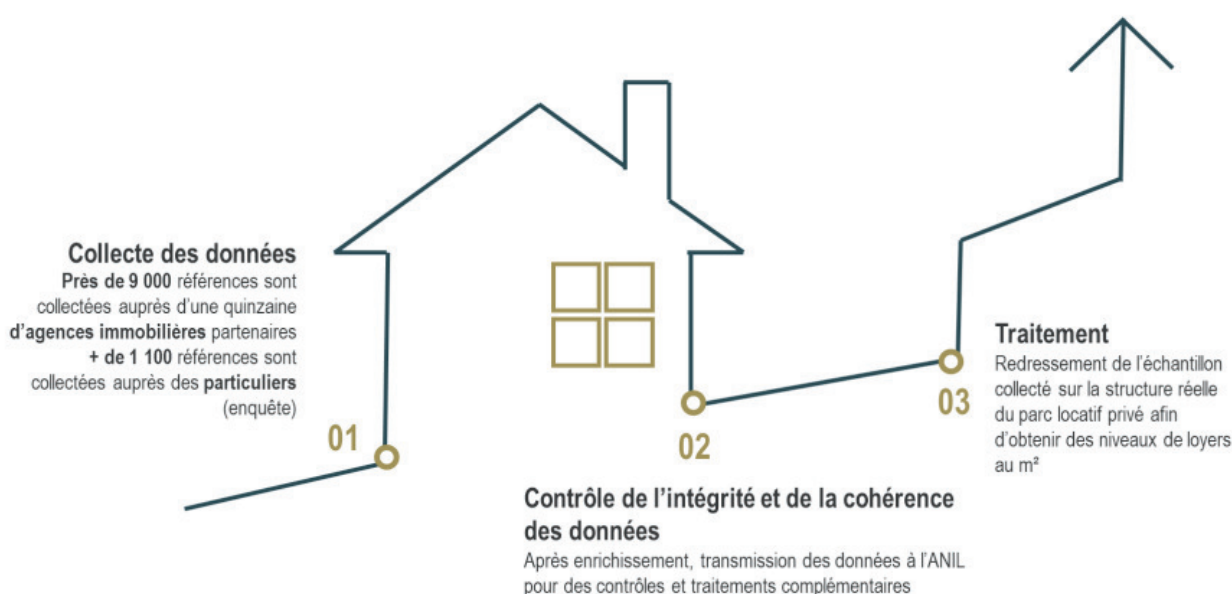 Collecte des données
Près de 9 000 références sont
collectées auprès d'une quinzaine
d'agences immobilières partenaires
+ de 1 100 références sont
collectées auprès des particuliers
(enquête)
01
02
Contrôle de l'intégrité et de la cohérence
des données
Après enrichissement, transmission des données à l'ANIL
pour des contrôles et traitements complémentaires
03
Traitement
Redressement de l'échantillon
collecté sur la structure réelle
du parc locatif privé afin
d'obtenir des niveaux de loyers
au m²